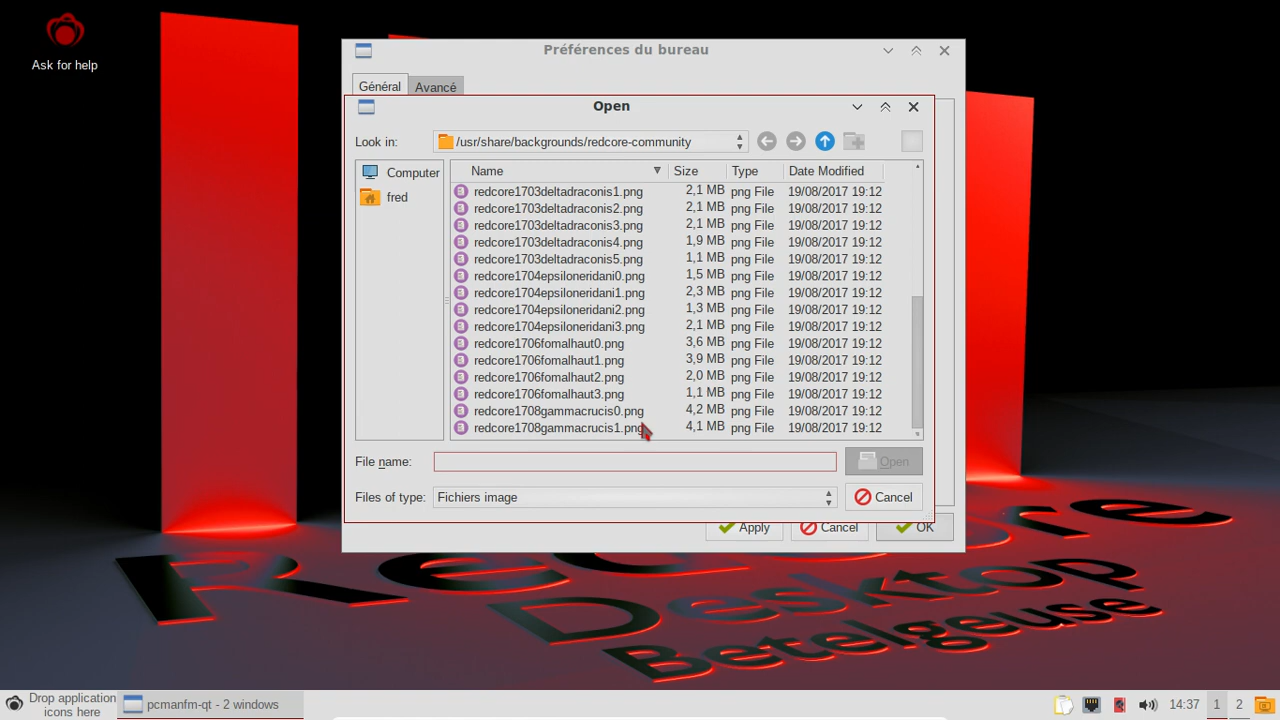 Ask for help
Préférences du bureau
Général Avancé
Open
Look in: /usr/share/backgrounds/redcore-community
Computer
fred
Name Size Type Date Modified
redcore1703deltadraconis1.png 2,1 MB png File 19/08/2017 19:12
redcore1703deltadraconis2.png 2,1 MB png File 19/08/2017 19:12
redcore1703deltadraconis3.png 2,1 MB png File 19/08/2017 19:12
redcore1703deltadraconis4.png 1,9 MB png File 19/08/2017 19:12
redcore1703deltadraconis5.png 1,1 MB png File 19/08/2017 19:12
redcore1704epsiloneridani0.png 1,5 MB png File 19/08/2017 19:12
redcore1704epsiloneridani1.png 2,3 MB png File 19/08/2017 19:12
redcore1704epsiloneridani2.png 1,3 MB png File 19/08/2017 19:12
redcore1704epsiloneridani3.png 2,1 MB png File 19/08/2017 19:12
redcore1706fomalhaut0.png 3,6 MB png File 19/08/2017 19:12
redcore1706fomalhaut1.png 3,9 MB png File 19/08/2017 19:12
redcore1706fomalhaut2.png 2,0 MB png File 19/08/2017 19:12
redcore1706fomalhaut3.png 1,1 MB png File 19/08/2017 19:12
redcore1708gammacrucis0.png 4,2 MB png File 19/08/2017 19:12
redcore1708gammacrucis1.png 4,1 MB png File 19/08/2017 19:12
File name: Open
Files of type: Fichiers image Cancel
Apply Cancel OK
Desktop
Betelgeuse
Drop application
icons here
pcmanfm-qt - 2 windows
14:37 1 2